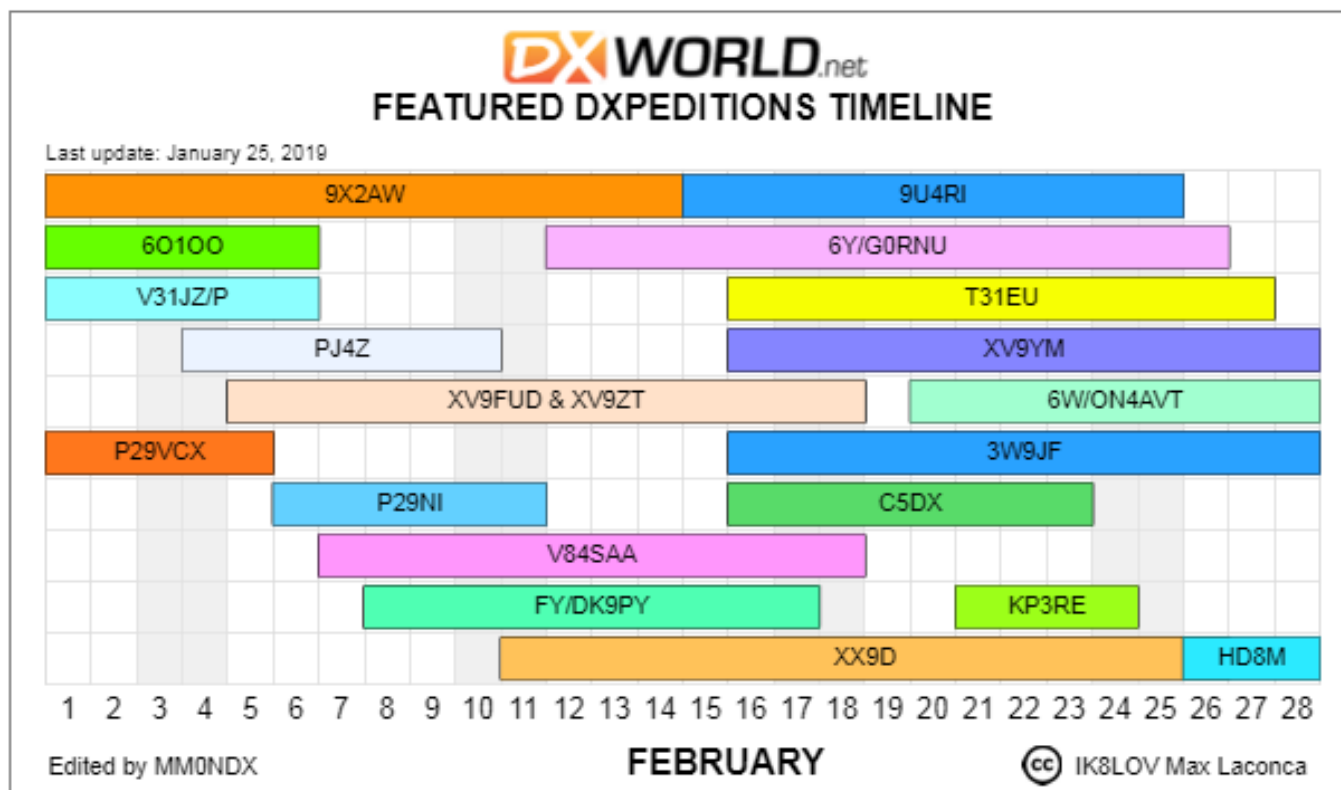 DX WORLD.net
FEATURED DXPEDITIONS TIMELINE
Last update: January 25, 2019
9X2AW 9U4RI
6O1OO 6Y/G0RNU
V31JZ/P T31EU
PJ4Z XV9YM
XV9FUD & XV9ZT 6W/ON4AVT
P29VCX 3W9JF
P29NI C5DX
V84SAA
FY/DK9PY KP3RE
XX9D HD8M
1 2 3 4 5 6 7 8 9 10 11 12 13 14 15 16 17 18 19 20 21 22 23 24 25 26 27 28
Edited by MM0NDX FEBRUARY cc IK8LOV Max Laconca